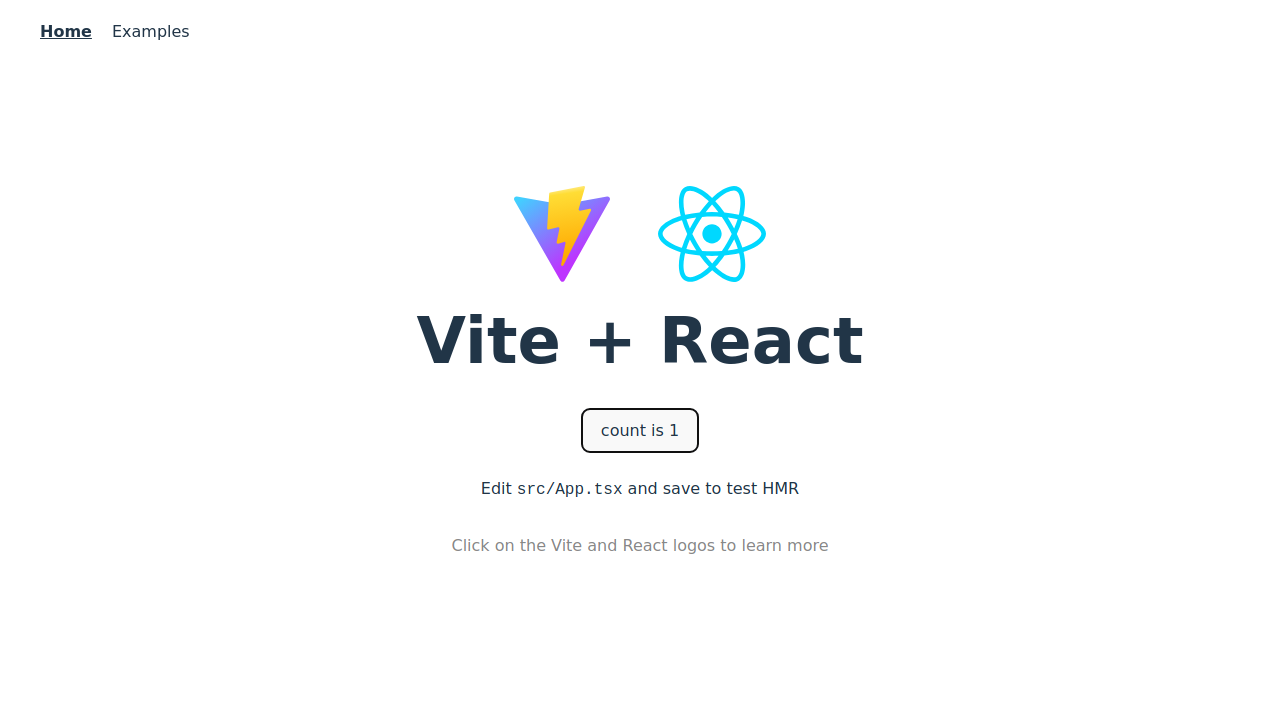 Home Examples
Vite + React
count is 1
Edit src/App.tsx and save to test HMR
Click on the Vite and React logos to learn more